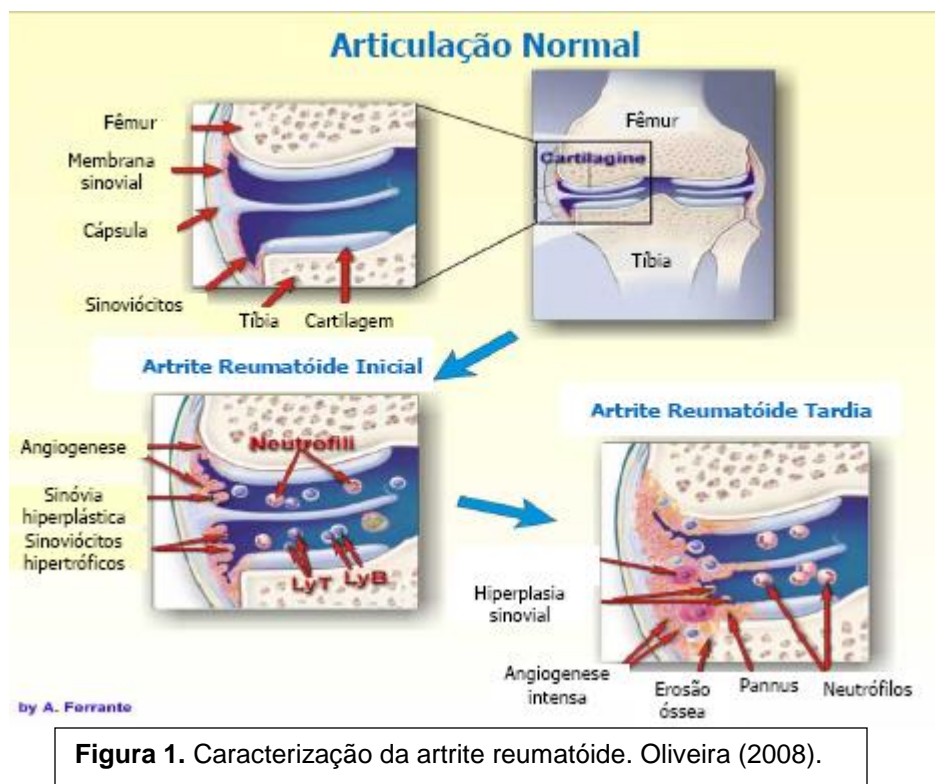 Articulação Normal
Fêmur
Membrana
sinovial
Cápsula
Sinoviócitos
Tíbia
Cartilagem
Fêmur
Cartilagine
Tíbia
Artrite Reumatóide Inicial
Angiogenese
Sinóvia
hiperplástica
Sinoviócitos
hipertróficos
Neutrofili
LyT
LyB
Artrite Reumatóide Tardia
Hiperplasia
sinovial
Angiogenese
intensa
Erosão
óssea
Pannus
Neutrófilos
by A. Ferrante
Figura 1. Caracterização da artrite reumatóide. Oliveira (2008).